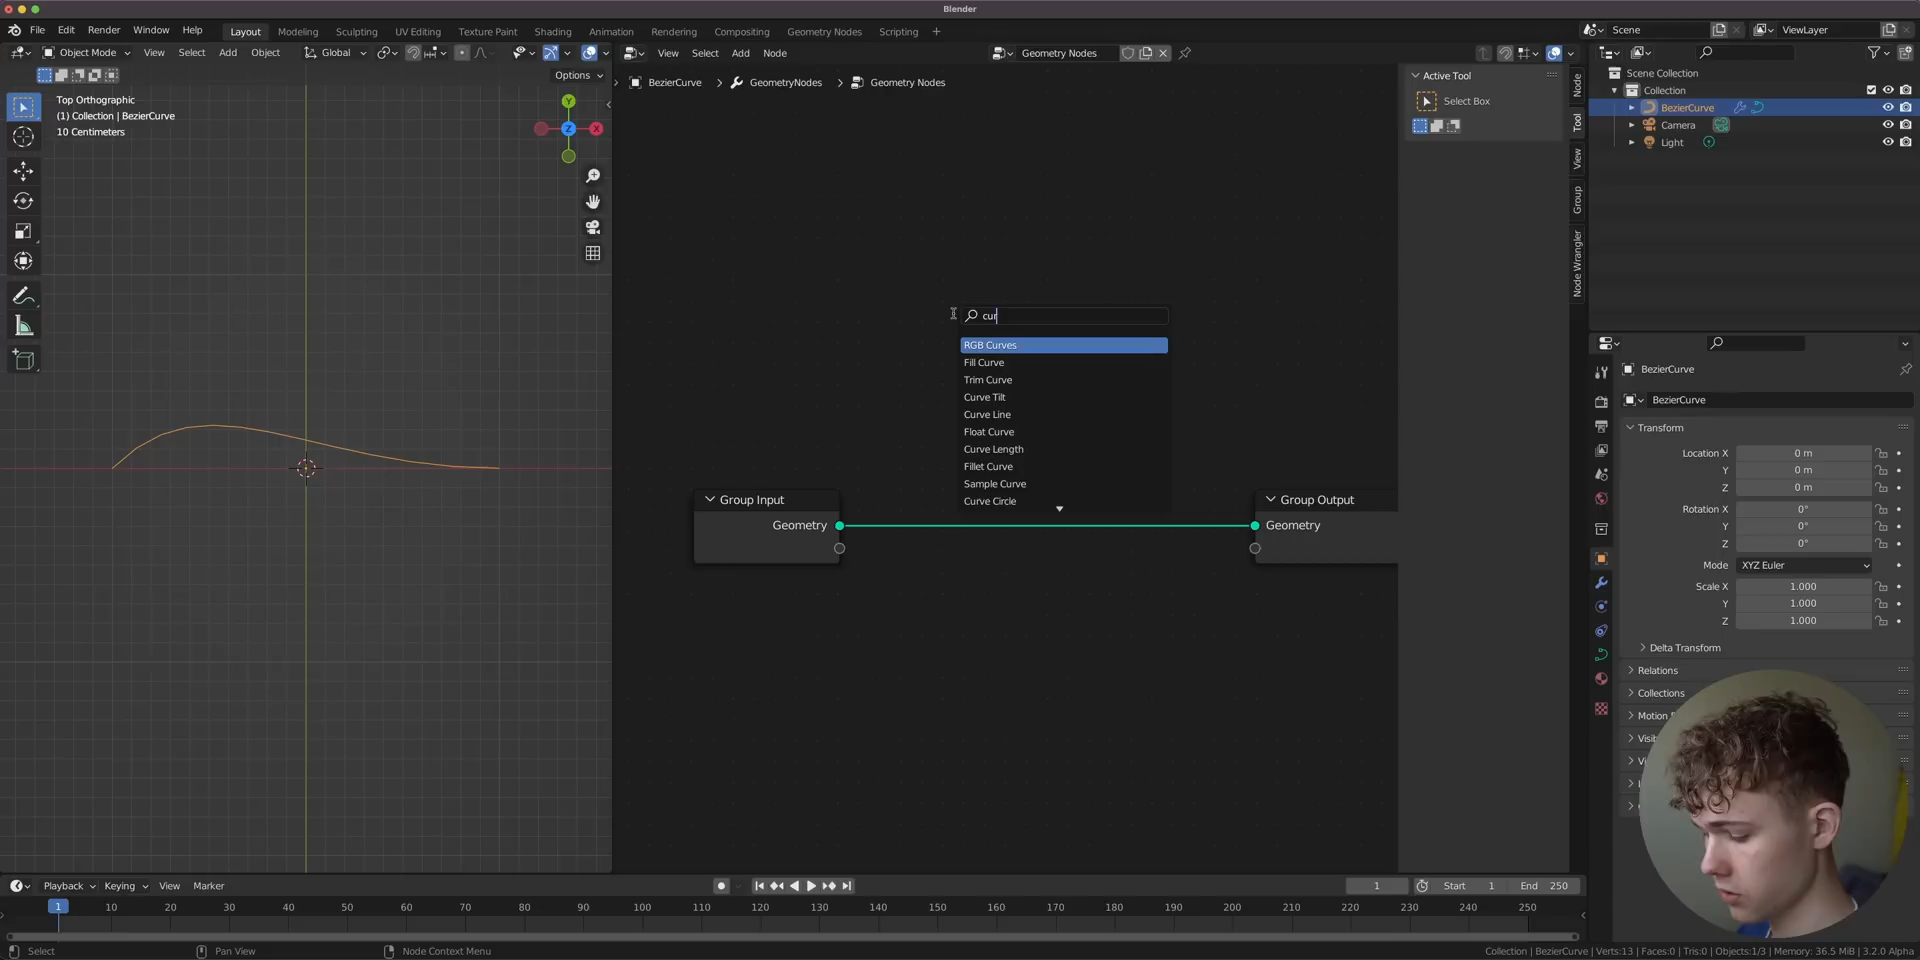 Blender
File Edit Render Window Help
Layout Modeling Sculpting UV Editing Texture Paint Shading Animation Rendering Compositing Geometry Nodes Scripting +
Scene
ViewLayer
Object Mode View Select Add Object Global
View Select Add Node
Geometry Nodes
Options
Top Orthographic
(1) Collection | BezierCurve
10 Centimeters
Y
Z
X
BezierCurve > GeometryNodes > Geometry Nodes
Active Tool
Select Box
Node
Tool
View
Group
Node Wrangler
Scene Collection
Collection
BezierCurve
Camera
Light
cur
RGB Curves
Fill Curve
Trim Curve
Curve Tilt
Curve Line
Float Curve
Curve Length
Fillet Curve
Sample Curve
Curve Circle
Group Input
Geometry
Group Output
Geometry
BezierCurve
BezierCurve
Transform
Location X 0 m
Y 0 m
Z 0 m
Rotation X 0°
Y 0°
Z 0°
Mode XYZ Euler
Scale X 1.000
Y 1.000
Z 1.000
Delta Transform
Relations
Collections
Motion
Playback Keying View Marker
1
Start 1
End 250
1 10 20 30 40 50 60 70 80 90 100 110 120 130 140 150 160 170 180 190 200 210 220 230 240 250
Select
Pan View
Node Context Menu
Collection | BezierCurve | Verts:13 | Faces:0 | Tris:0 | Objects:1/3 | Memory: 36.5 MiB | 3.2.0 Alpha